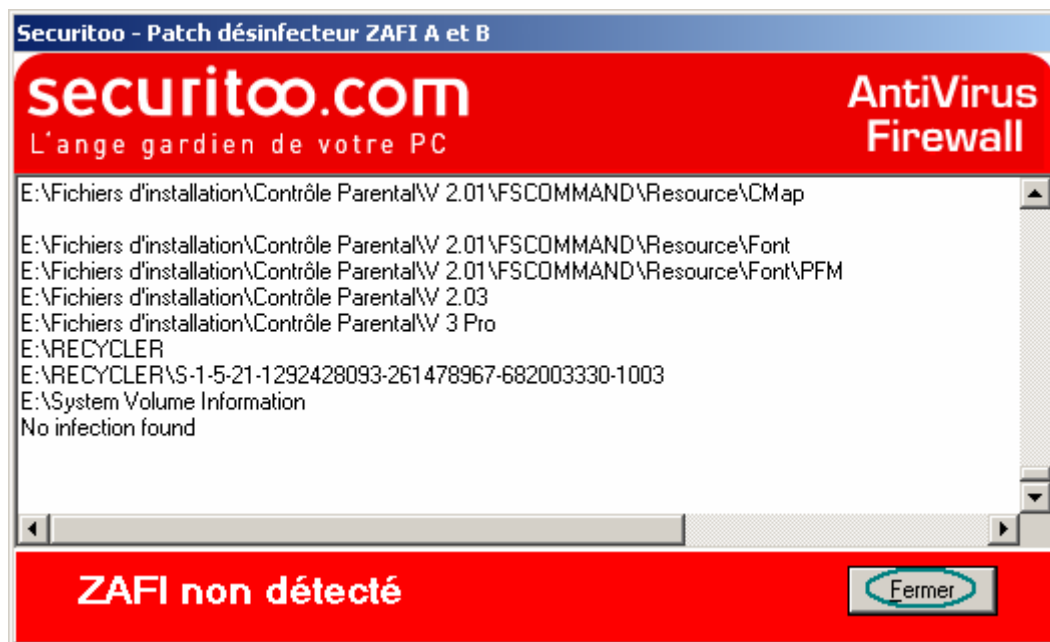 Securitoo - Patch désinfecteur ZAFI A et B
securitoo.com
L'ange gardien de votre PC
AntiVirus
Firewall
E:\Fichiers d'installation\Contrôle Parental\V 2.01\FSCOMMAND\Resource\CMap
E:\Fichiers d'installation\Contrôle Parental\V 2.01\FSCOMMAND\Resource\Font
E:\Fichiers d'installation\Contrôle Parental\V 2.01\FSCOMMAND\Resource\Font\PFM
E:\Fichiers d'installation\Contrôle Parental\V 2.03
E:\Fichiers d'installation\Contrôle Parental\V 3 Pro
E:\RECYCLER
E:\RECYCLER\S-1-5-21-1292428093-261478967-682003330-1003
E:\System Volume Information
No infection found
ZAFI non détecté
Fermer